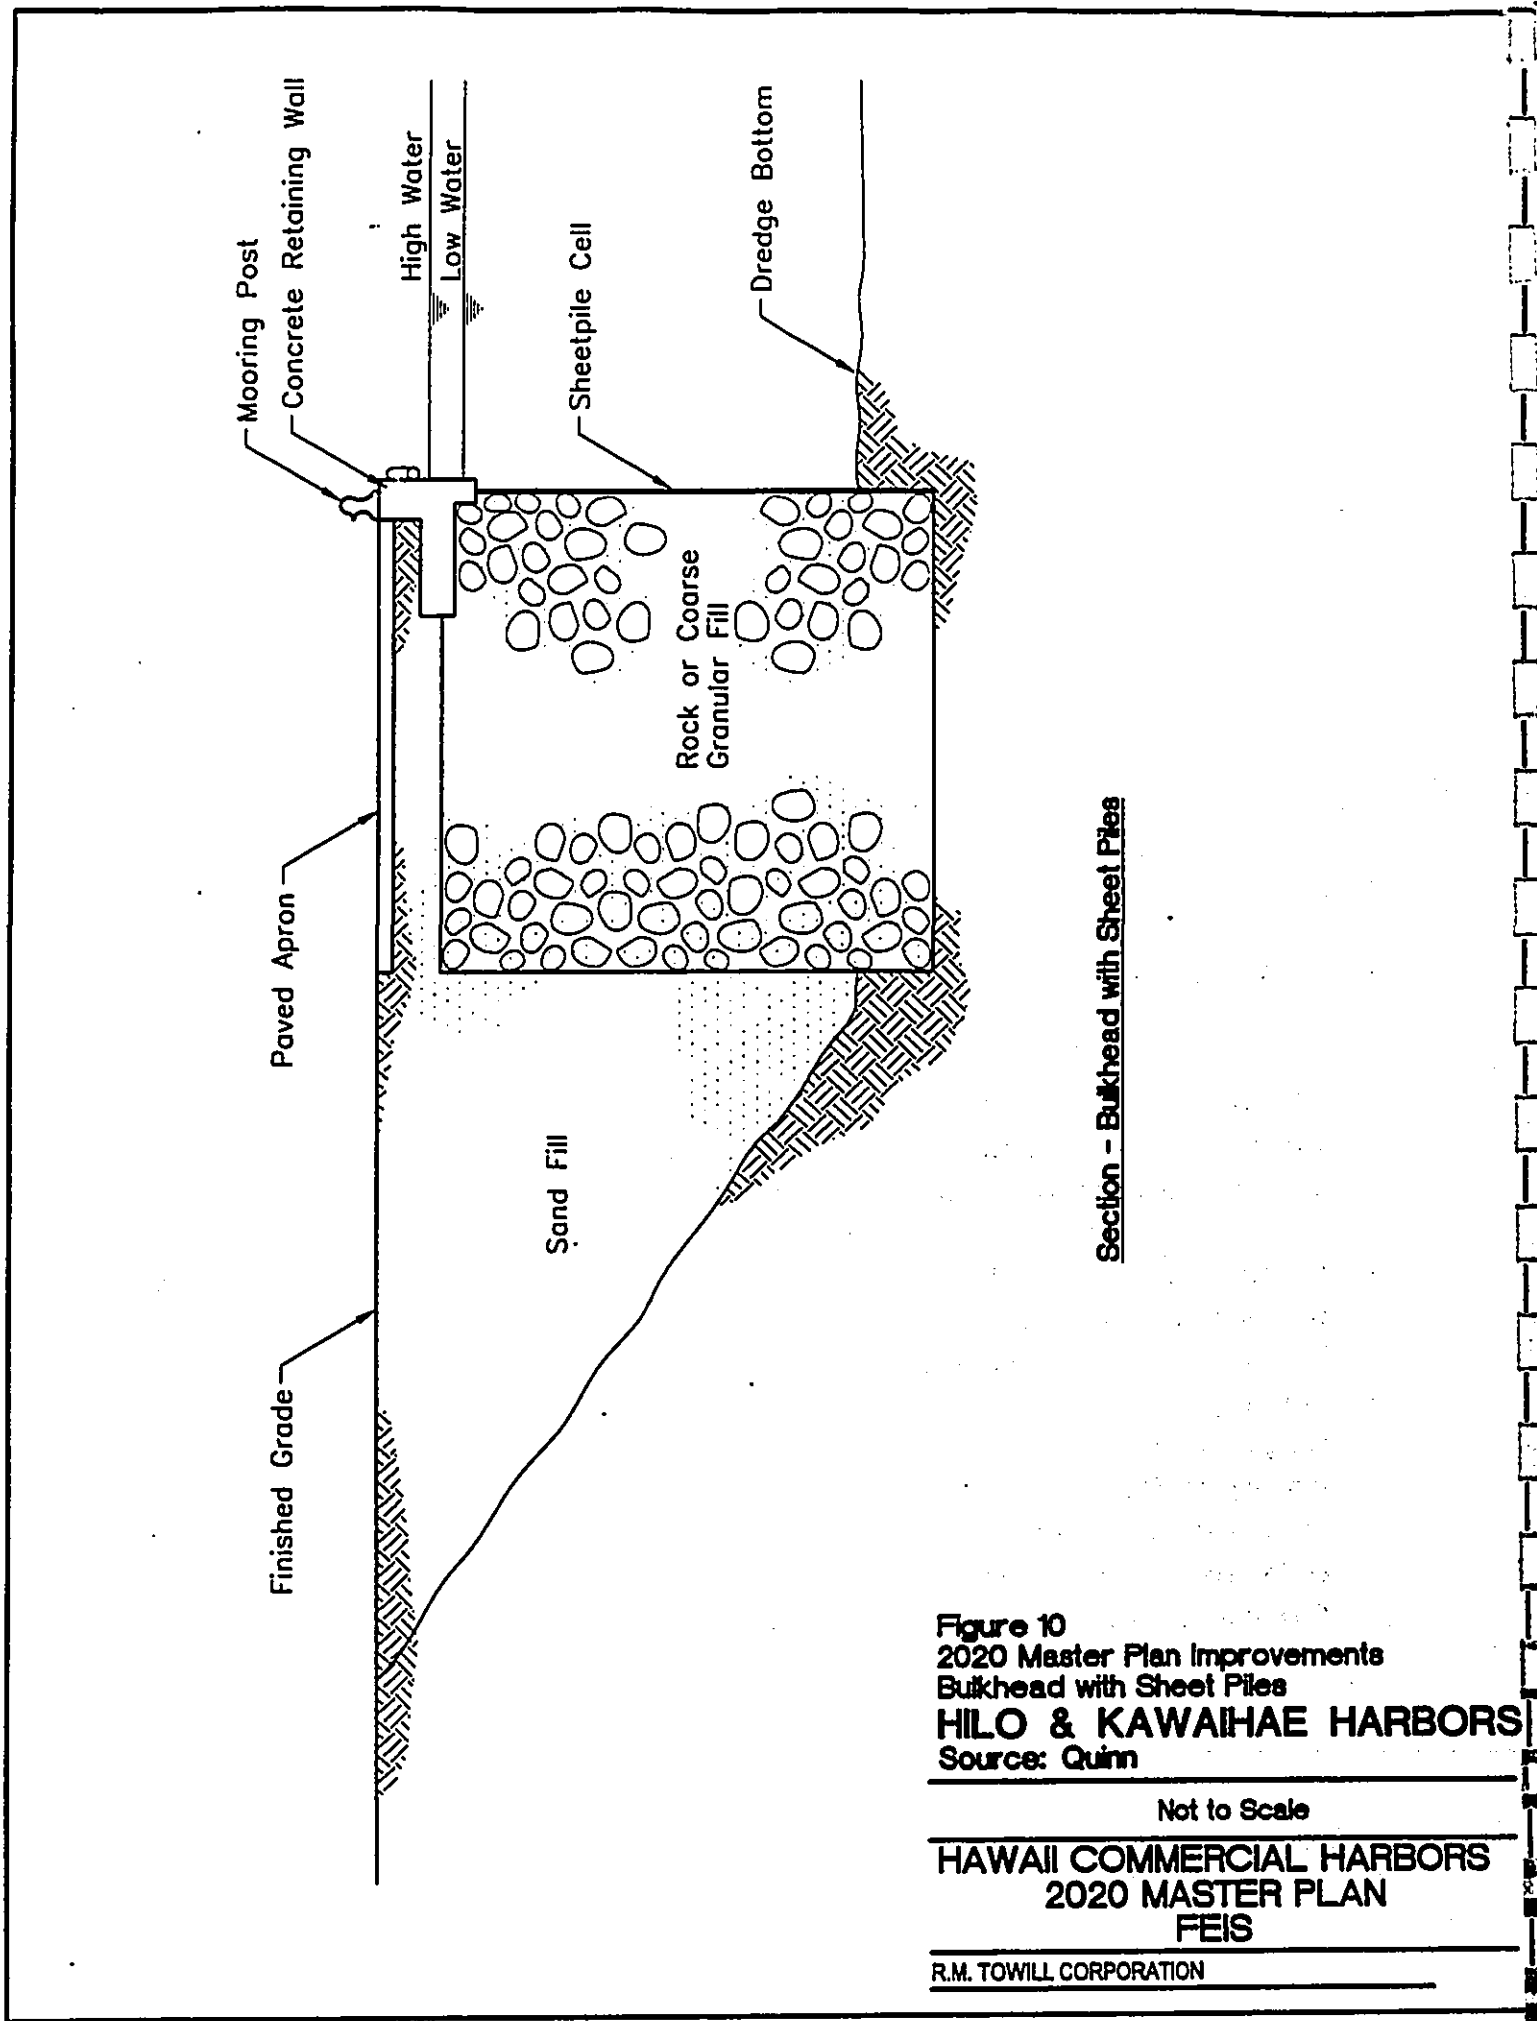 Mooring Post
Concrete Retaining Wall
High Water
Low Water
Paved Apron
Finished Grade
Sheetpile Cell
Dredge Bottom
Rock or Coarse
Granular Fill
Sand Fill
Section - Bulkhead with Sheet Piles
Figure 10
2020 Master Plan Improvements
Bulkhead with Sheet Piles
HILO & KAWAIHAE HARBORS
Source: Quinn
Not to Scale
HAWAII COMMERCIAL HARBORS
2020 MASTER PLAN
FEIS
R.M. TOWILL CORPORATION